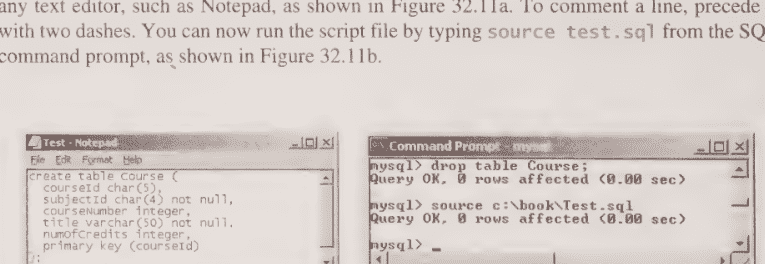 any text editor, such as Notepad, as shown in Figure 32.11a. To comment a line, precede
with two dashes. You can now run the script file by typing source test.sql from the SQ
command prompt, as shown in Figure 32.11b.
Test - Notepad
File Edit Format Help
create table Course (
courseId char(5),
subjectId char(4) not null,
courseNumber integer,
title varchar(50) not null,
numOfCredits integer,
primary key (courseId)
);
Command Prompt - mysql
mysql> drop table Course;
Query OK, 0 rows affected (0.00 sec)
mysql> source c:\book\Test.sql
Query OK, 0 rows affected (0.00 sec)
mysql> _